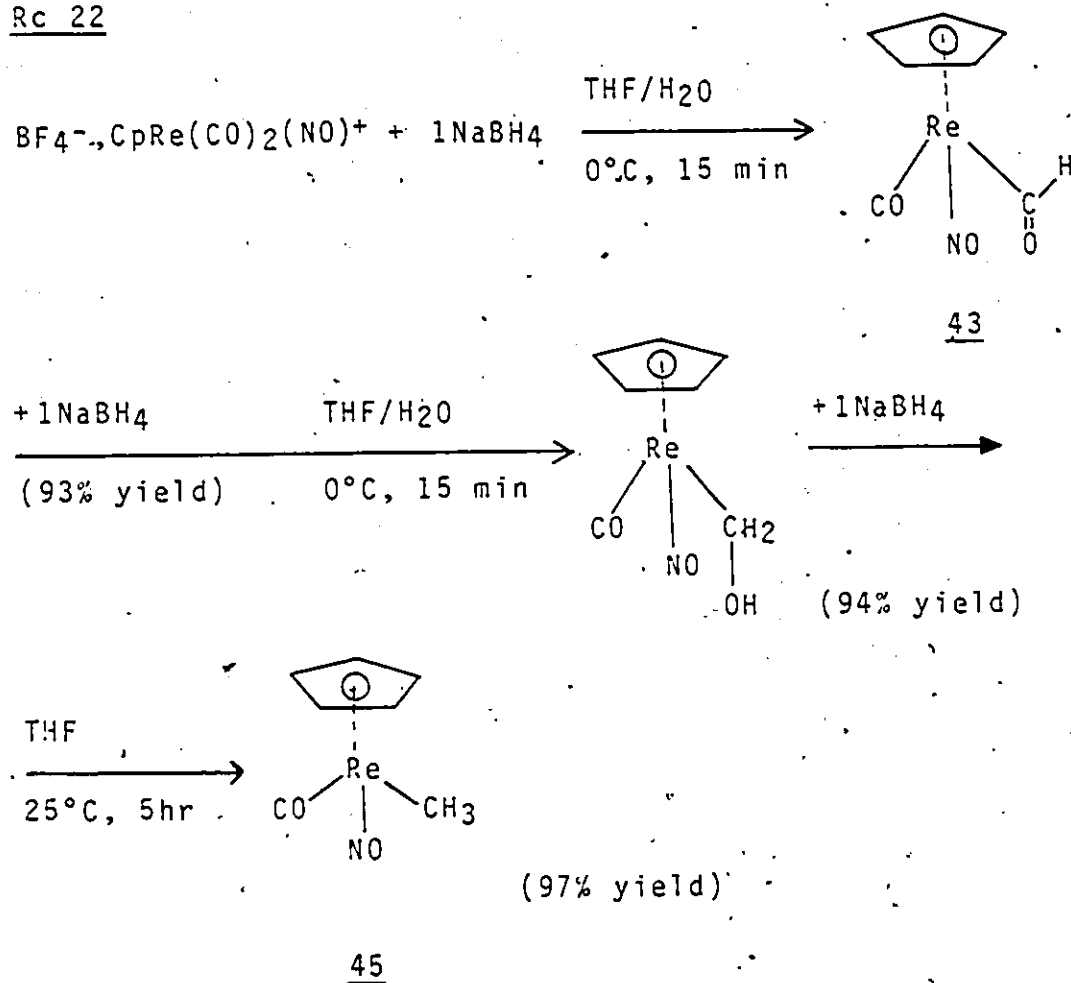 Rc 22
THF/H2O
BF4-.,CpRe(CO)2(NO)+ + 1NaBH4
0°C, 15 min
Re
H
CO
C
NO
O
43
+1NaBH4
THF/H2O
+1NaBH4
(93% yield)
0°C, 15 min
Re
CO
CH2
NO
OH
(94% yield)
THF
25°C, 5hr
Re
CO
CH3
NO
(97% yield)
45